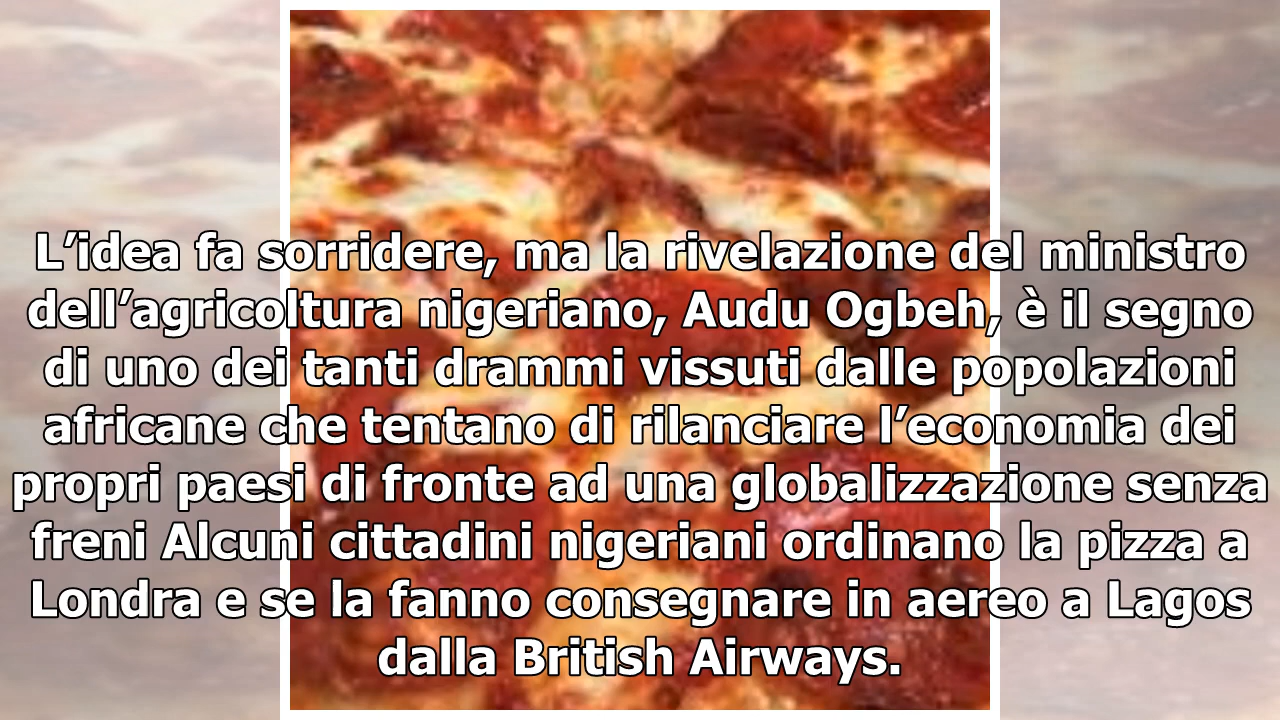 L’idea fa sorridere, ma la rivelazione del ministro
dell’agricoltura nigeriano, Audu Ogbeh, è il segno
di uno dei tanti drammi vissuti dalle popolazioni
africane che tentano di rilanciare l’economia dei
propri paesi di fronte ad una globalizzazione senza
freni Alcuni cittadini nigeriani ordinano la pizza a
Londra e se la fanno consegnare in aereo a Lagos
dalla British Airways.